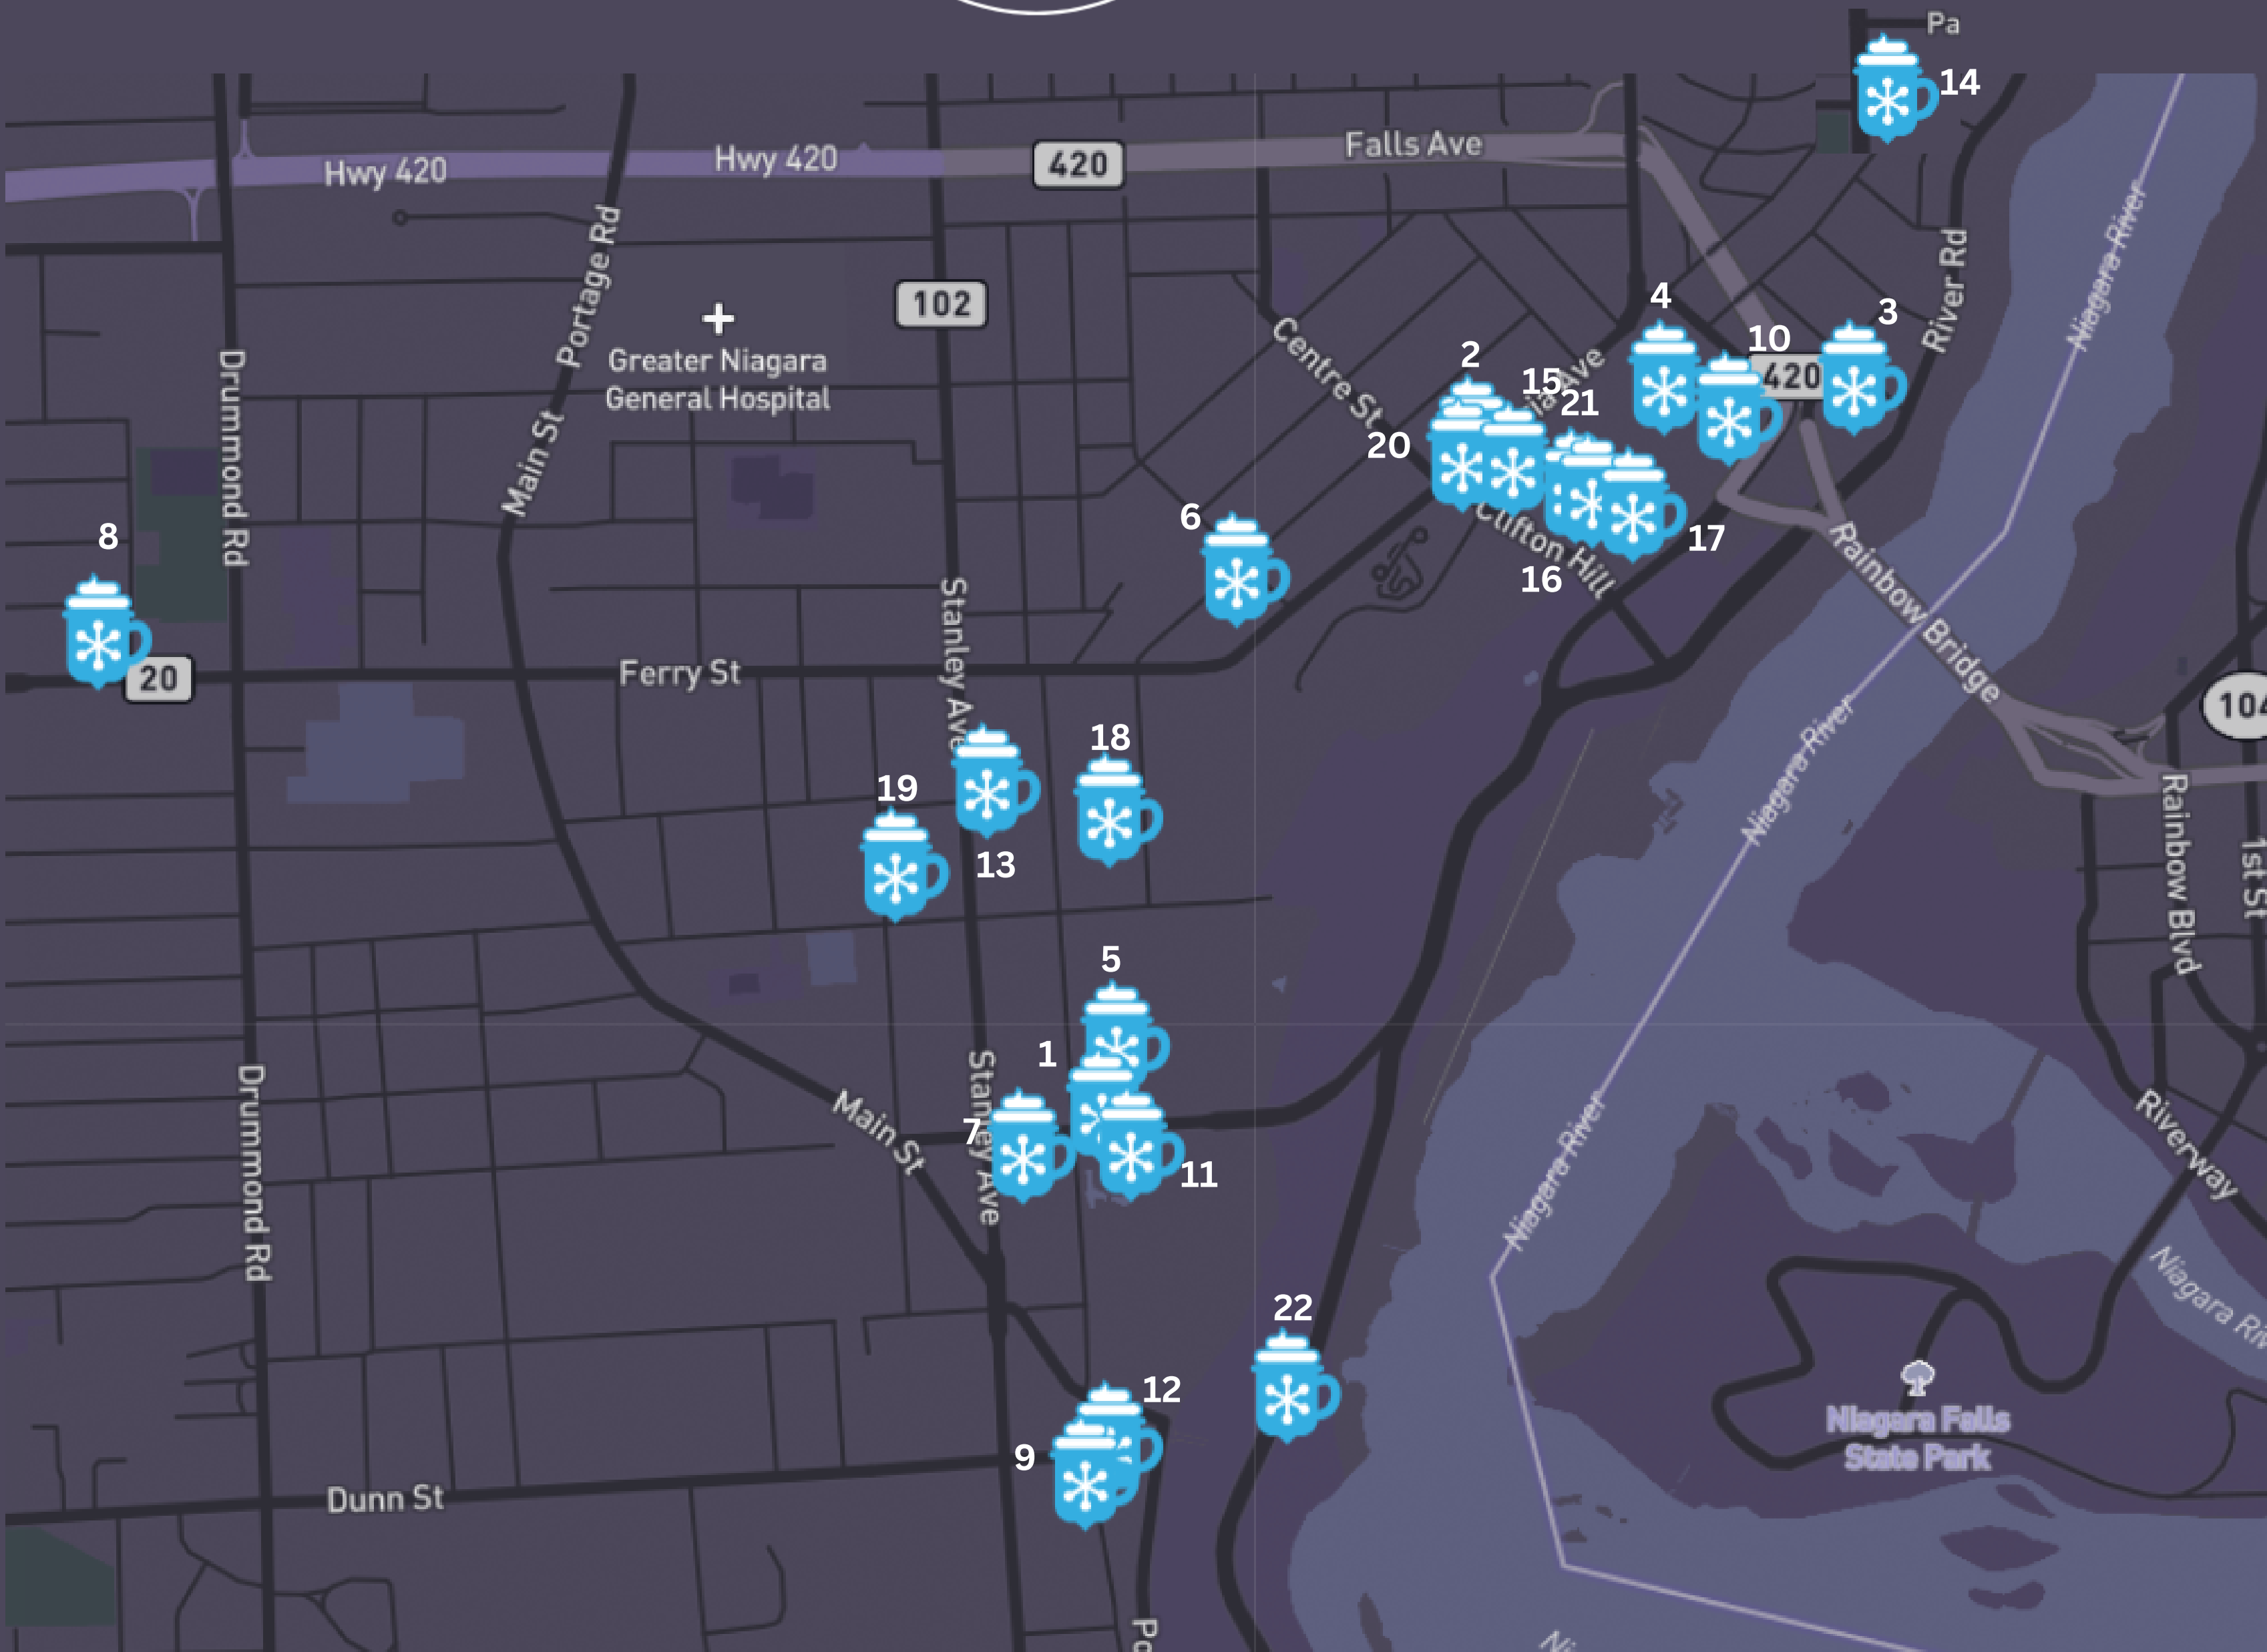 Pa
14
Falls Ave
Hwy 420
Hwy 420
420
Niagara River
Portage Rd
River Rd
102
4
3
10
Greater Niagara
General Hospital
Centre St
2
15
Ave
21
420
Drummond Rd
Main St
20
6
17
8
Clifton Hill
16
Rainbow Bridge
Stanley Ave
Ferry St
20
104
18
Niagara River
19
13
Rainbow Blvd
1st St
5
1
Stanley Ave
Drummond Rd
Main St
7
11
Niagara River
Riverway
22
Niagara Riv
12
9
Niagara Falls
State Park
Dunn St